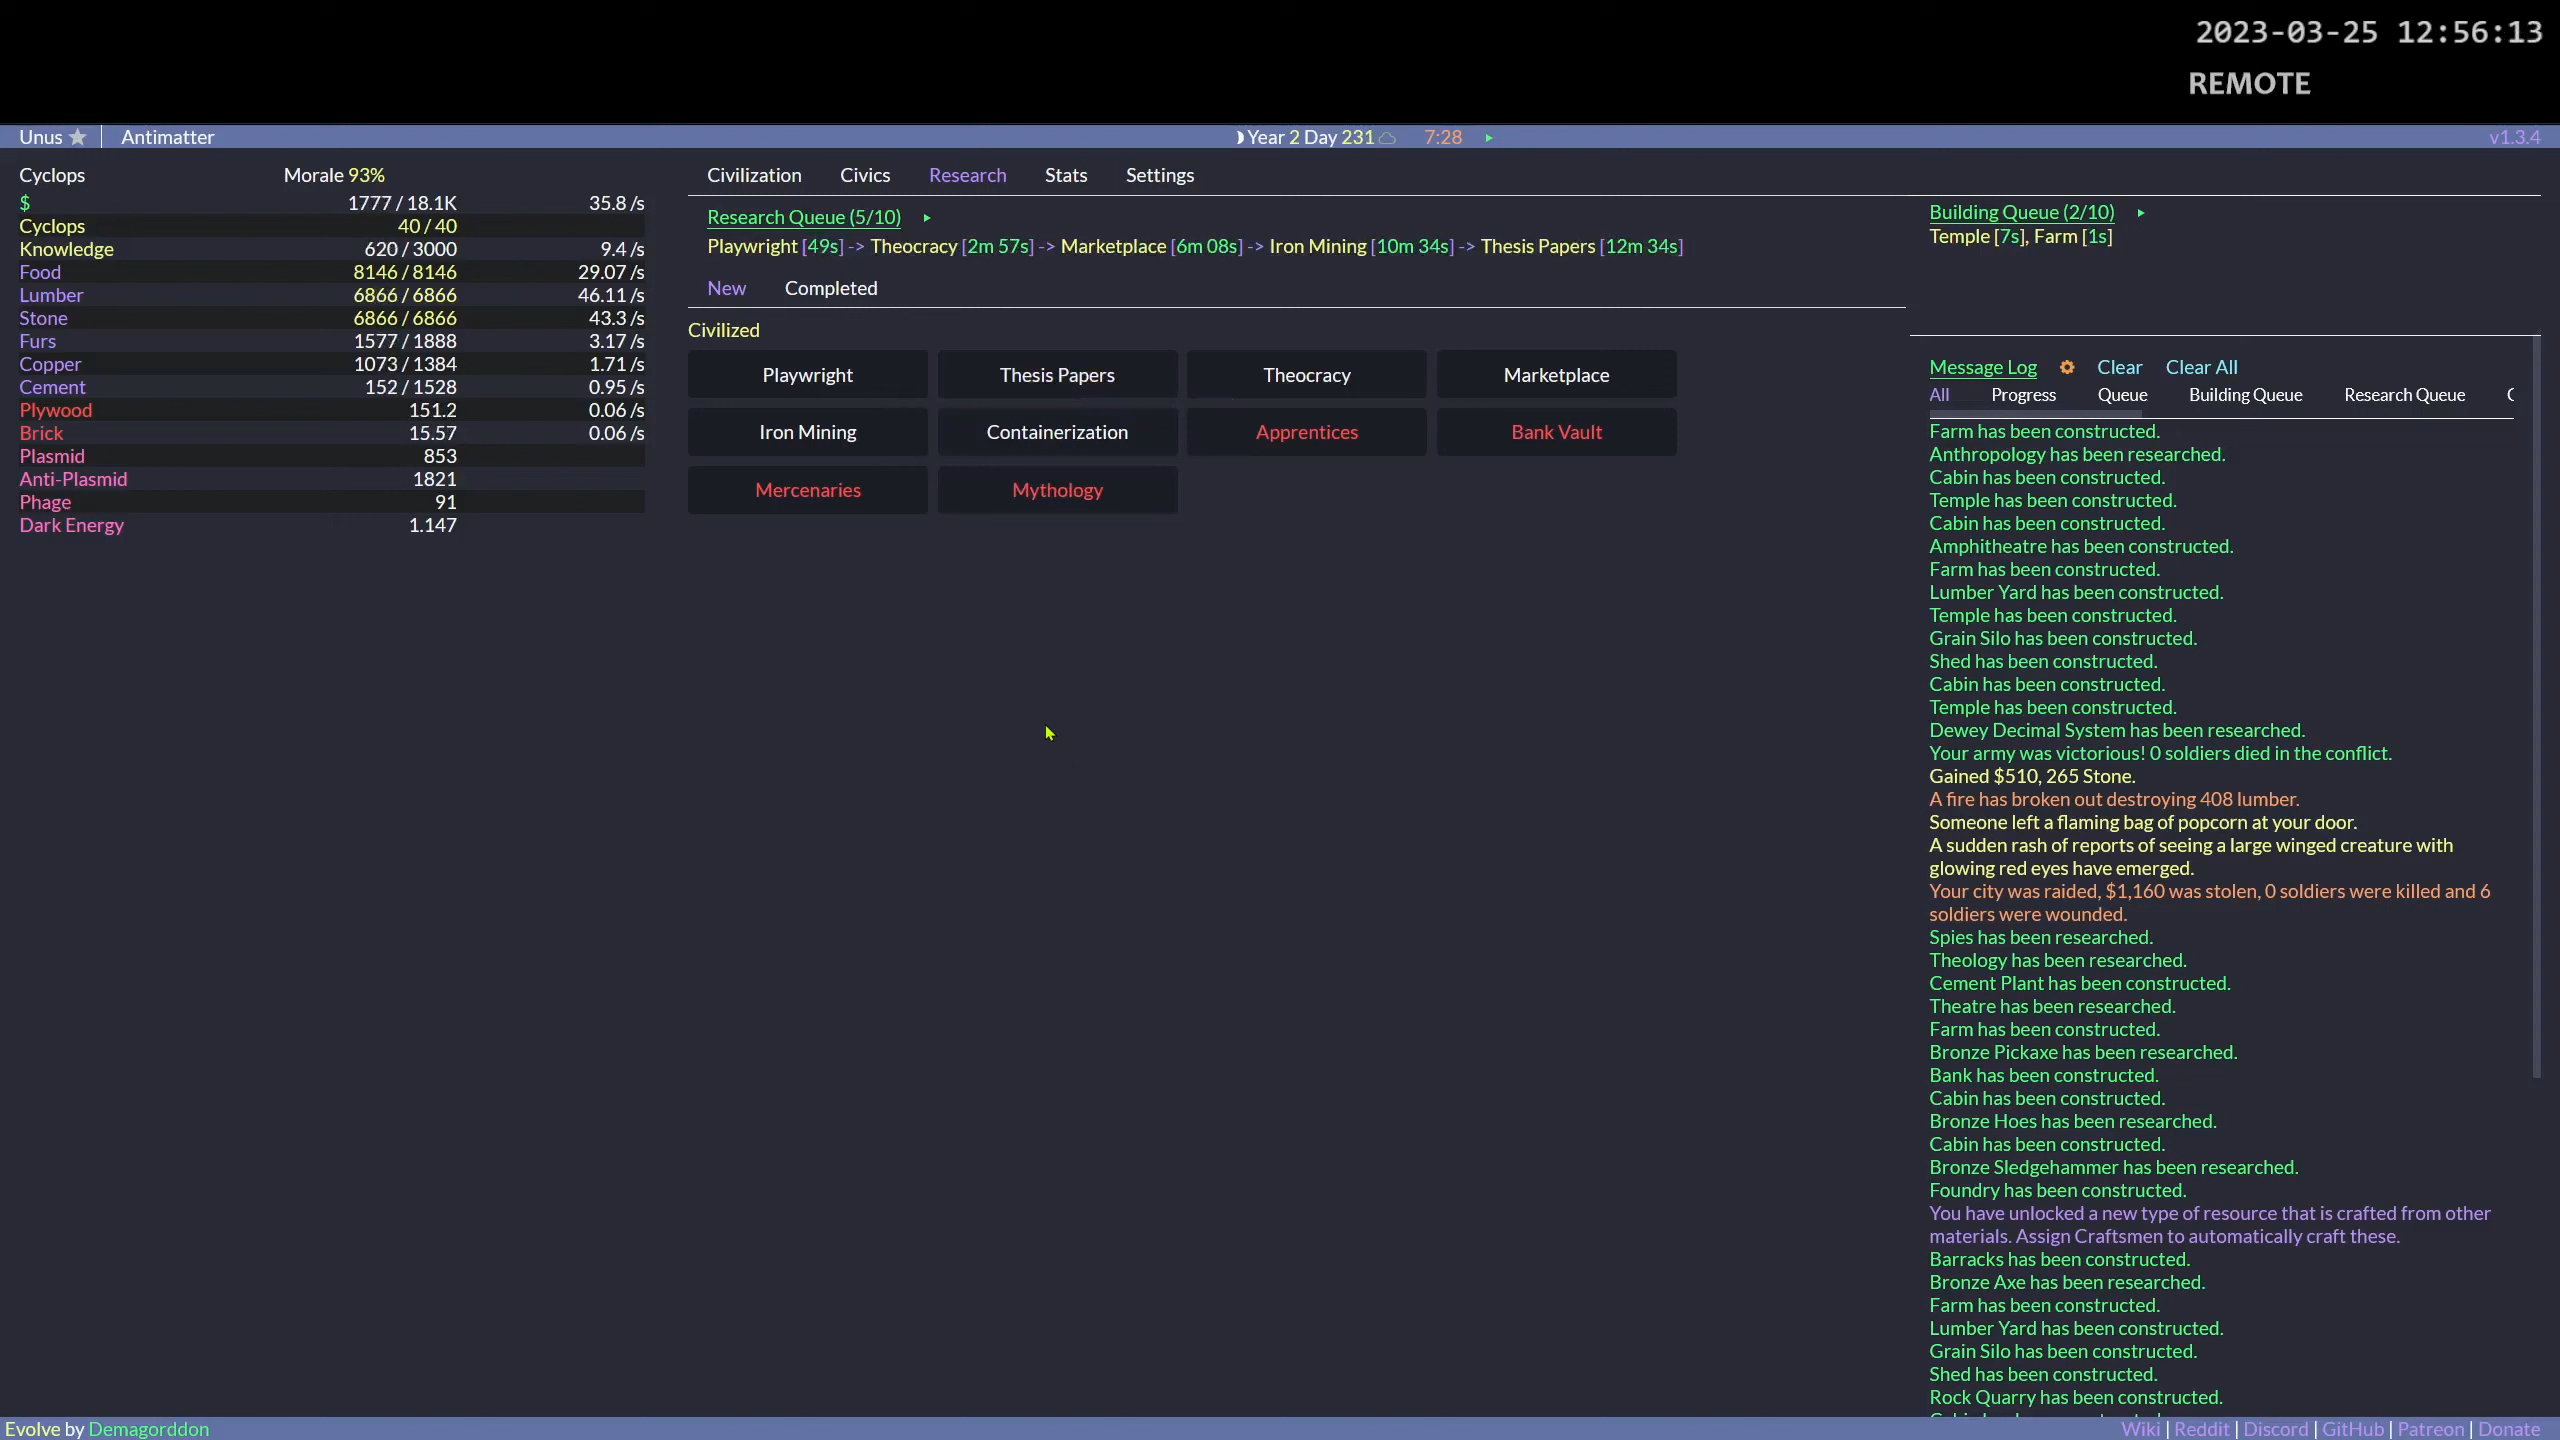 2023-03-25 12:56:13
REMOTE
Unus Antimatter
Year 2 Day 231 7:28
v1.3.4
Cyclops Morale 93%
$ 1777 / 18.1K 35.8 /s
Cyclops 40 / 40
Knowledge 620 / 3000 9.4 /s
Food 8146 / 8146 29.07 /s
Lumber 6866 / 6866 46.11 /s
Stone 6866 / 6866 43.3 /s
Furs 1577 / 1888 3.17 /s
Copper 1073 / 1384 1.71 /s
Cement 152 / 1528 0.95 /s
Plywood 151.2 0.06 /s
Brick 15.57 0.06 /s
Plasmid 853
Anti-Plasmid 1821
Phage 91
Dark Energy 1.147
Civilization Civics Research Stats Settings
Research Queue (5/10)
Playwright [49s] -> Theocracy [2m 57s] -> Marketplace [6m 08s] -> Iron Mining [10m 34s] -> Thesis Papers [12m 34s]
New Completed
Civilized
Playwright Thesis Papers Theocracy Marketplace
Iron Mining Containerization Apprentices Bank Vault
Mercenaries Mythology
Building Queue (2/10)
Temple [7s], Farm [1s]
Message Log Clear Clear All
All Progress Queue Building Queue Research Queue
Farm has been constructed.
Anthropology has been researched.
Cabin has been constructed.
Temple has been constructed.
Cabin has been constructed.
Amphitheatre has been constructed.
Farm has been constructed.
Lumber Yard has been constructed.
Temple has been constructed.
Grain Silo has been constructed.
Shed has been constructed.
Cabin has been constructed.
Temple has been constructed.
Dewey Decimal System has been researched.
Your army was victorious! 0 soldiers died in the conflict.
Gained $510, 265 Stone.
A fire has broken out destroying 408 lumber.
Someone left a flaming bag of popcorn at your door.
A sudden rash of reports of seeing a large winged creature with
glowing red eyes have emerged.
Your city was raided, $1,160 was stolen, 0 soldiers were killed and 6
soldiers were wounded.
Spies has been researched.
Theology has been researched.
Cement Plant has been constructed.
Theatre has been researched.
Farm has been constructed.
Bronze Pickaxe has been researched.
Bank has been constructed.
Cabin has been constructed.
Bronze Hoes has been researched.
Cabin has been constructed.
Bronze Sledgehammer has been researched.
Foundry has been constructed.
You have unlocked a new type of resource that is crafted from other
materials. Assign Craftsmen to automatically craft these.
Barracks has been constructed.
Bronze Axe has been researched.
Farm has been constructed.
Lumber Yard has been constructed.
Grain Silo has been constructed.
Shed has been constructed.
Rock Quarry has been constructed.
Evolve by Demagorddon
Wiki | Reddit | Discord | GitHub | Patreon | Donate